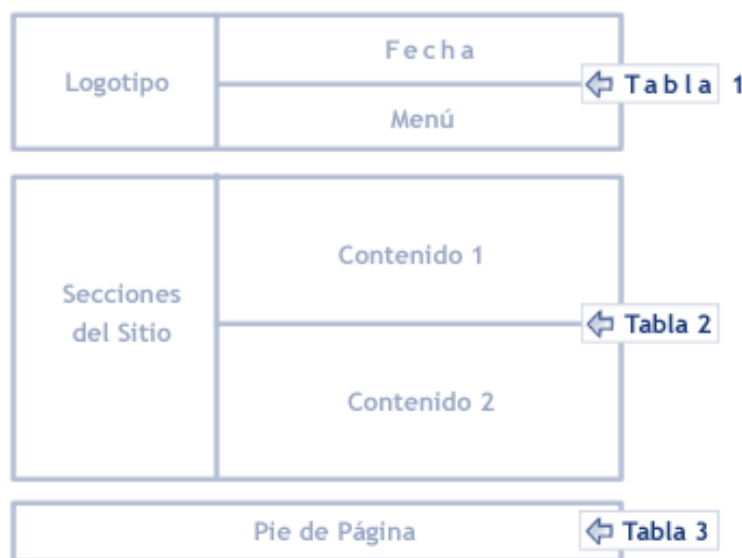 Fecha
Logotipo
Tabla 1
Menú
Contenido 1
Secciones
del Sitio
Tabla 2
Contenido 2
Pie de Página
Tabla 3